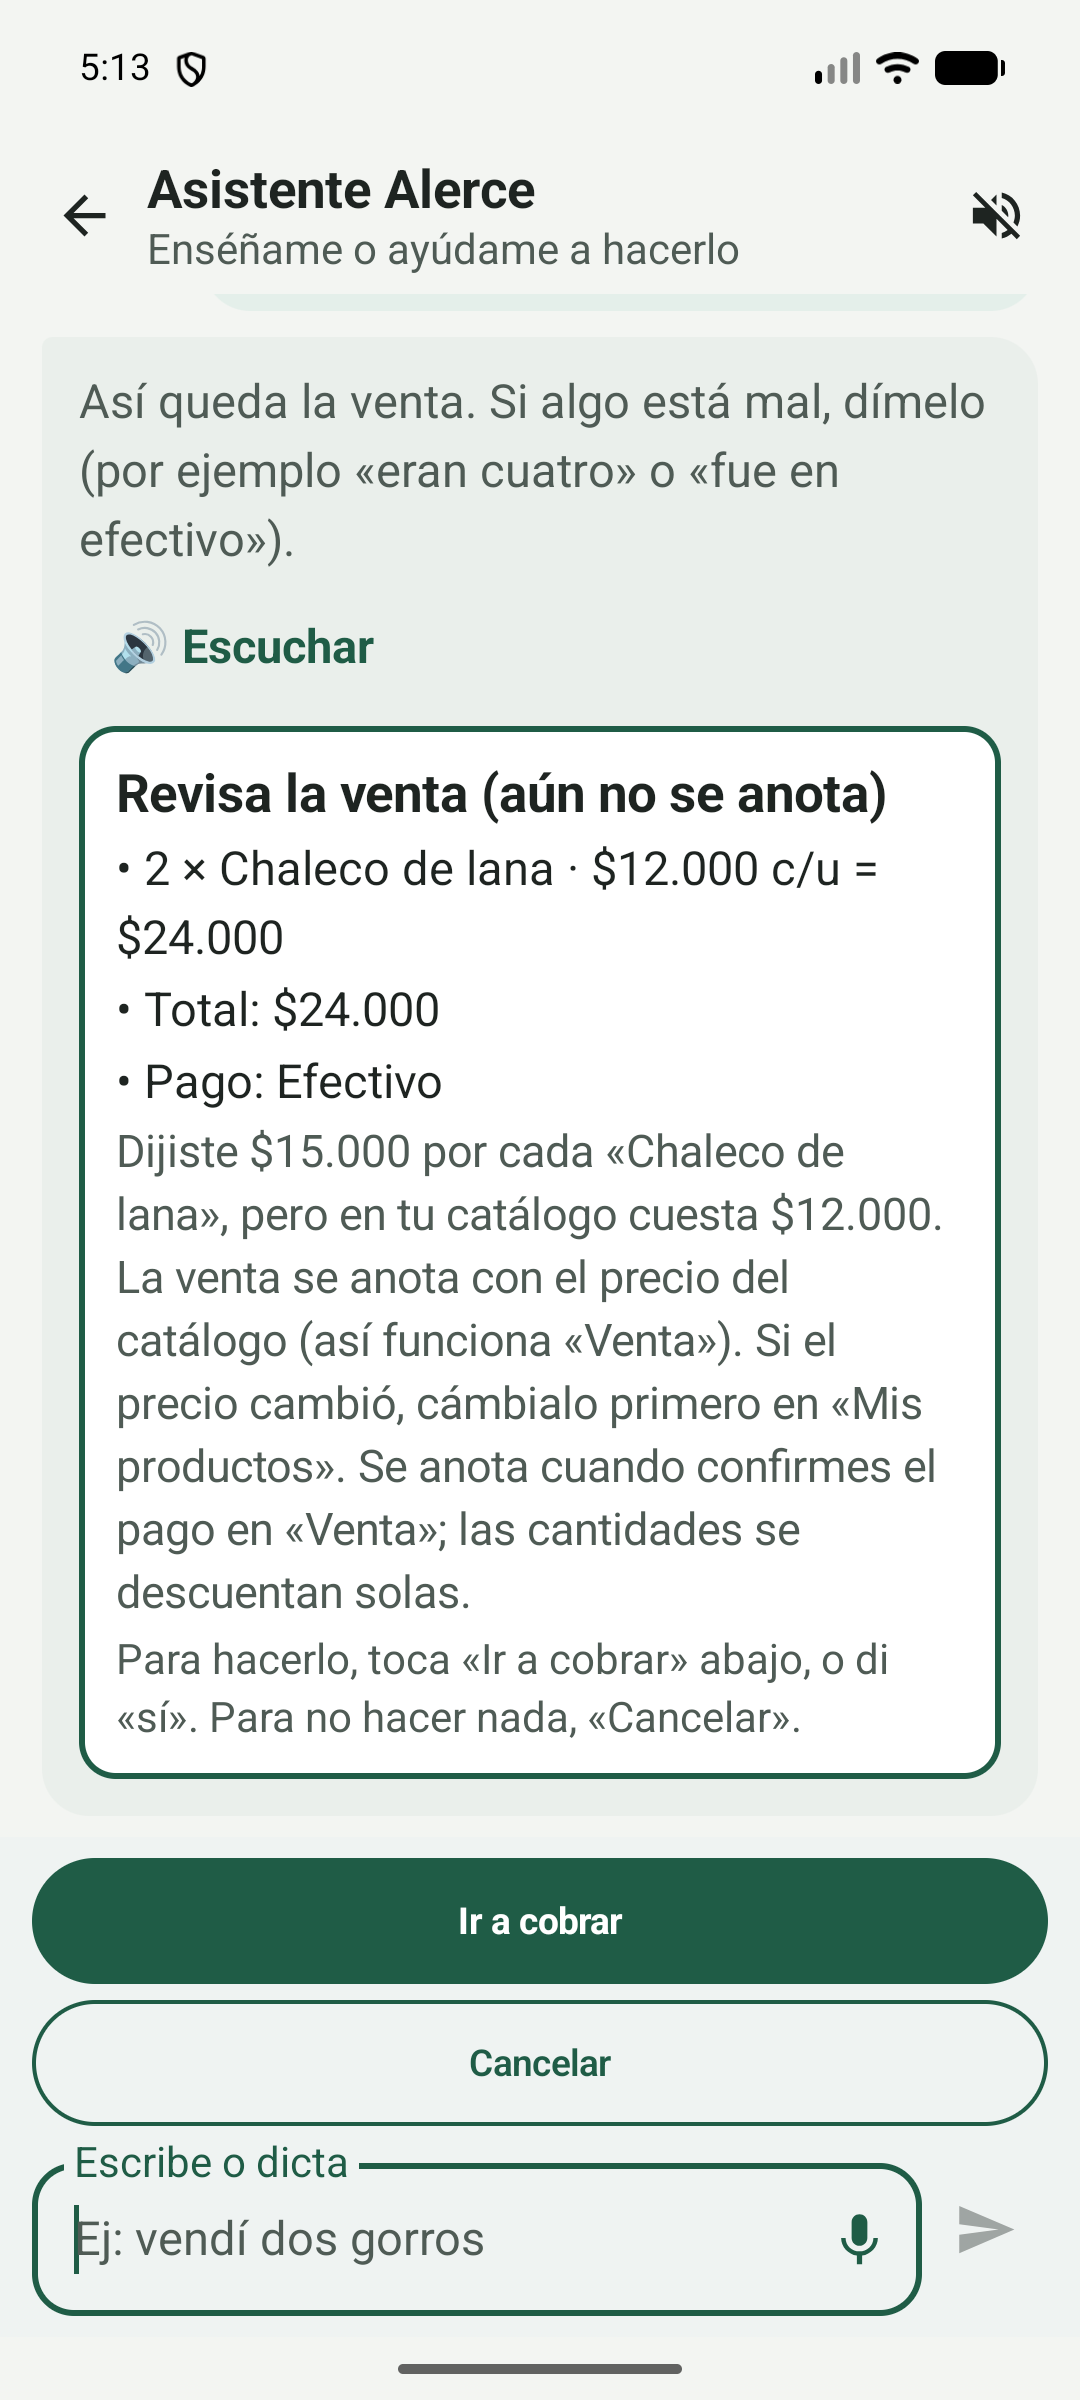 5:13
Asistente Alerce
Enséñame o ayúdame a hacerlo
Así queda la venta. Si algo está mal, dímelo
(por ejemplo «eran cuatro» o «fue en
efectivo»).
🔊 Escuchar
Revisa la venta (aún no se anota)
• 2 × Chaleco de lana · $12.000 c/u =
$24.000
• Total: $24.000
• Pago: Efectivo
Dijiste $15.000 por cada «Chaleco de
lana», pero en tu catálogo cuesta $12.000.
La venta se anota con el precio del
catálogo (así funciona «Venta»). Si el
precio cambió, cámbialo primero en «Mis
productos». Se anota cuando confirmes el
pago en «Venta»; las cantidades se
descuentan solas.
Para hacerlo, toca «Ir a cobrar» abajo, o di
«sí». Para no hacer nada, «Cancelar».
Ir a cobrar
Cancelar
Escribe o dicta
Ej: vendí dos gorros